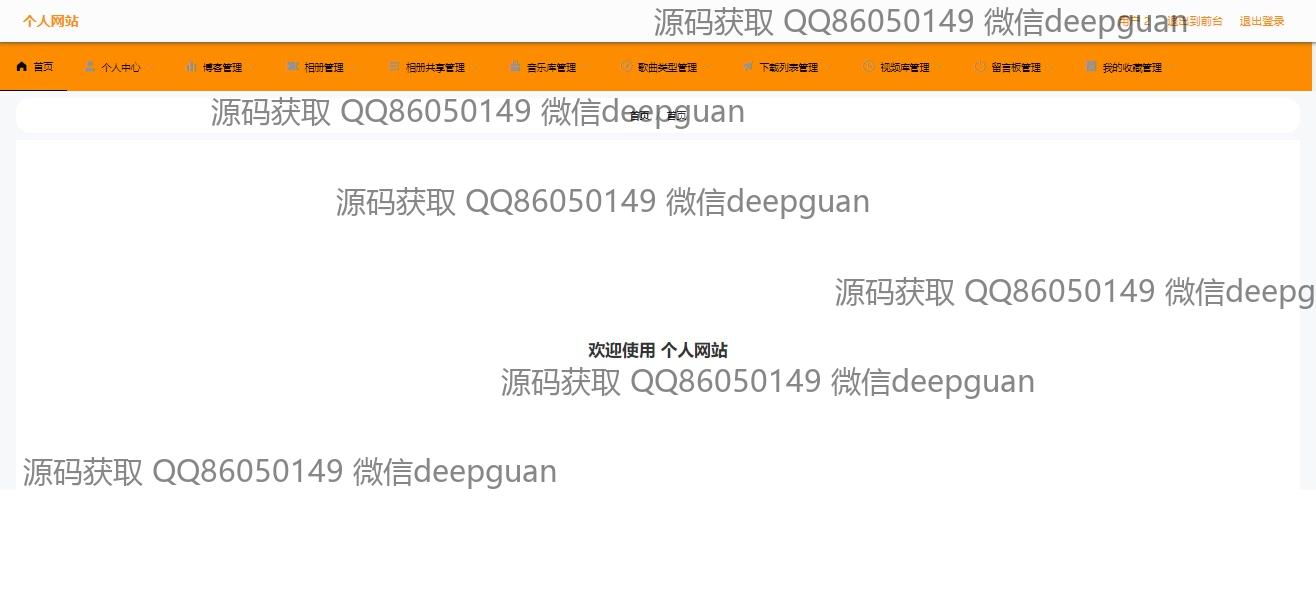 个人网站
源码获取 QQ86050149 微信deepguan
退出到前台 退出登录
首页 个人中心 博客管理 相册管理 相册共享管理 音乐库管理 歌曲类型管理 下载列表管理 视频库管理 留言板管理 我的收藏管理
源码获取 QQ86050149 微信deepguan
首页 首页
源码获取 QQ86050149 微信deepguan
源码获取 QQ86050149 微信deepg
欢迎使用 个人网站
源码获取 QQ86050149 微信deepguan
源码获取 QQ86050149 微信deepguan